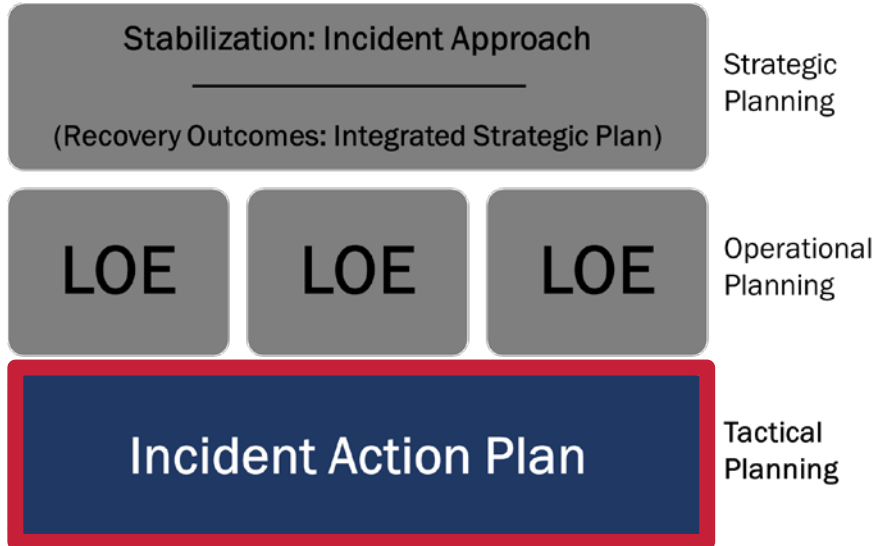 Stabilization: Incident Approach
(Recovery Outcomes: Integrated Strategic Plan)
Strategic
Planning
LOE LOE LOE
Operational
Planning
Incident Action Plan
Tactical
Planning